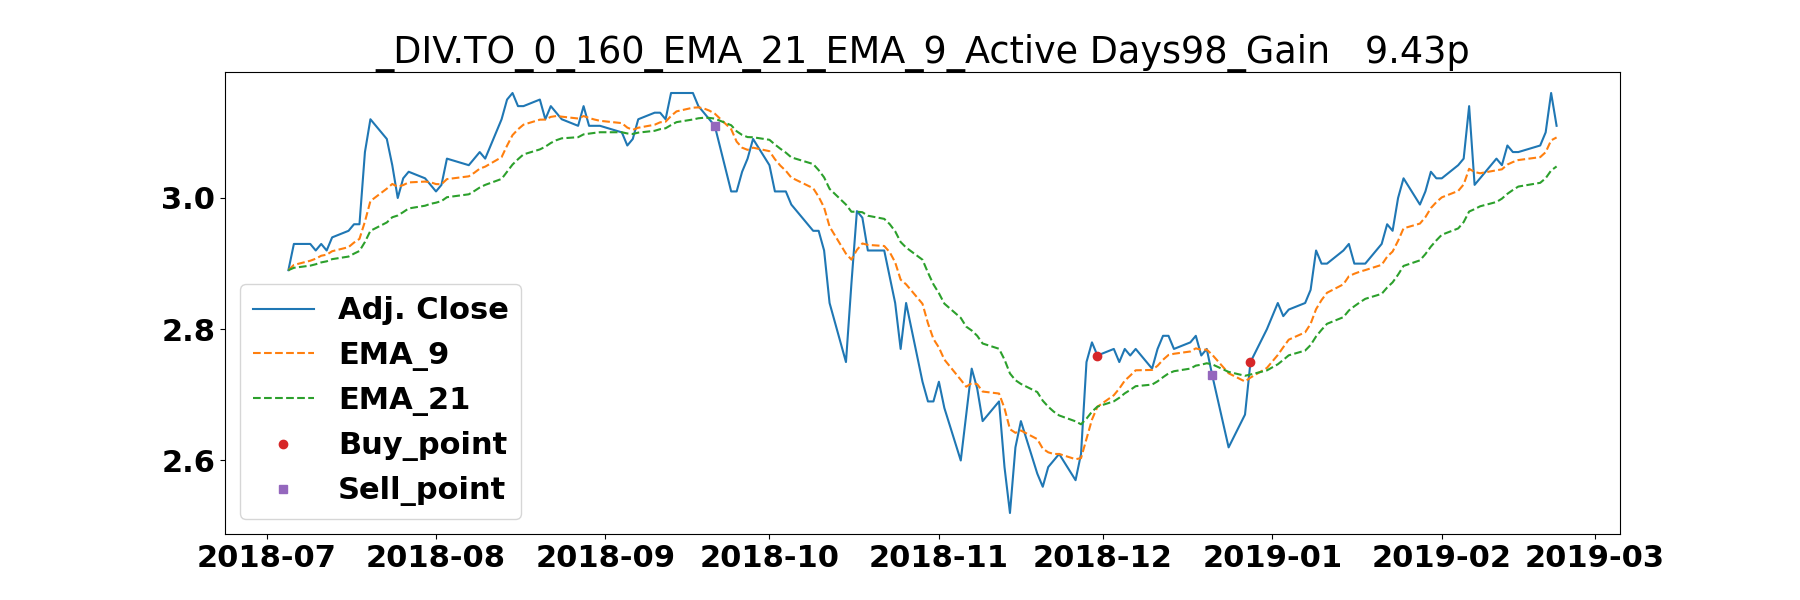 _DIV.TO_0_160_EMA_21_EMA_9_Active Days98_Gain   9.43p
3.0
2.8
2.6
Adj. Close
EMA_9
EMA_21
Buy_point
Sell_point
2018-07 2018-08 2018-09 2018-10 2018-11 2018-12 2019-01 2019-02 2019-03